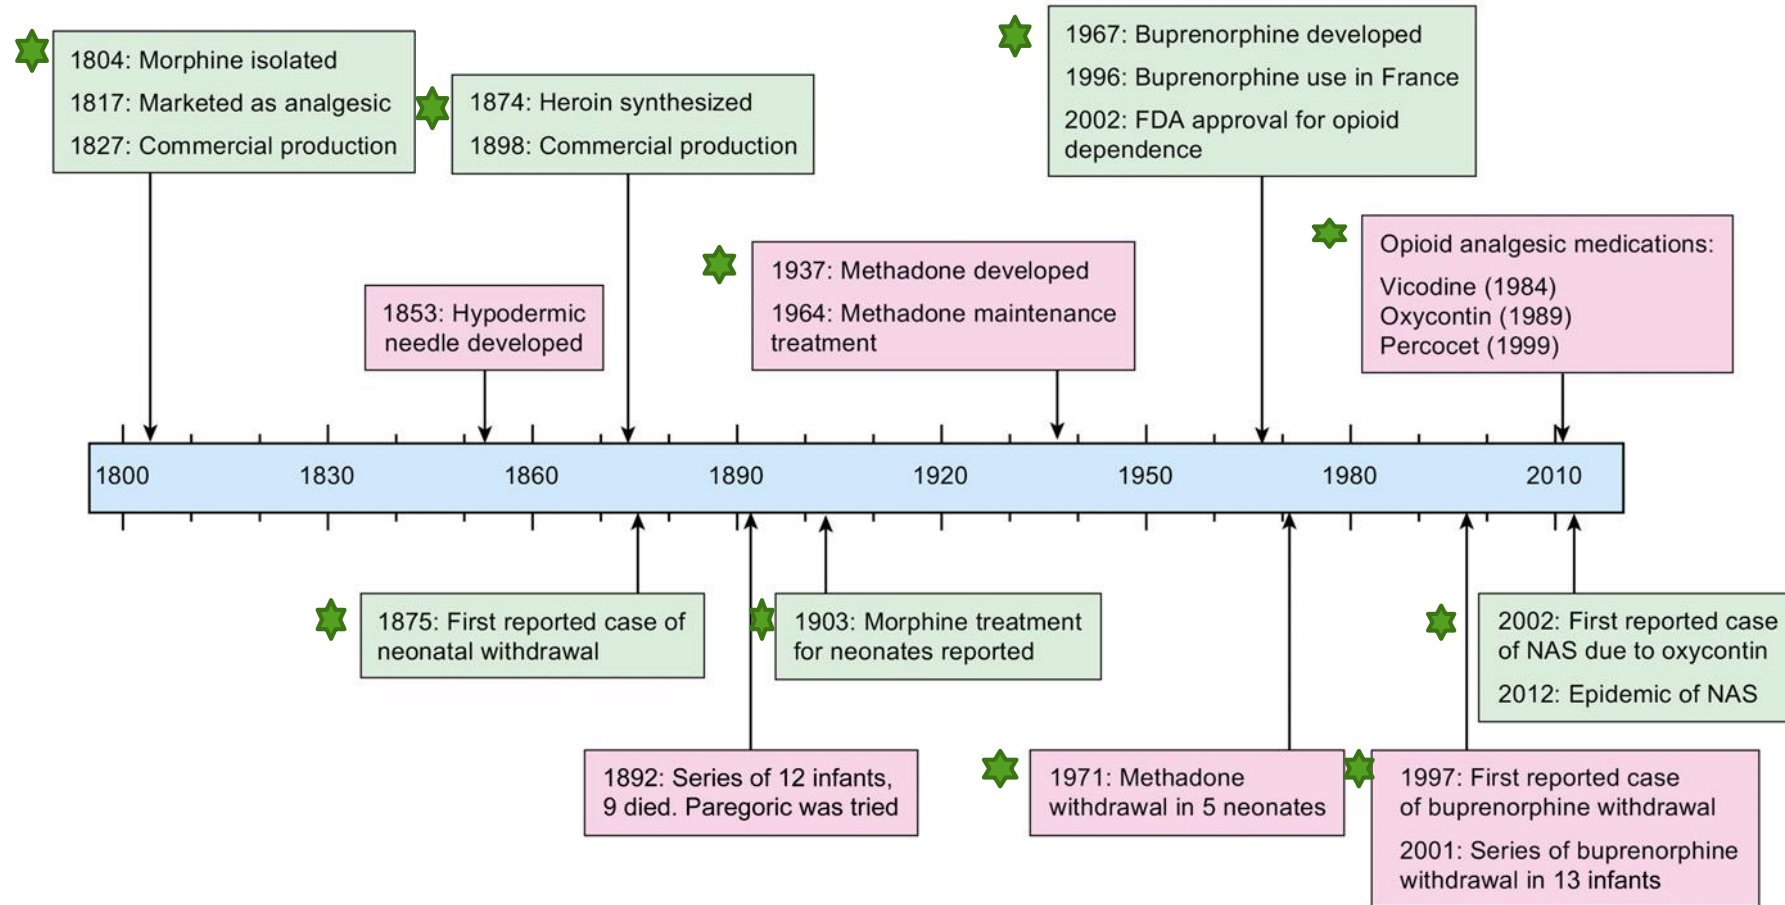 1804: Morphine isolated
1817: Marketed as analgesic
1827: Commercial production
1874: Heroin synthesized
1898: Commercial production
1967: Buprenorphine developed
1996: Buprenorphine use in France
2002: FDA approval for opioid
dependence
1853: Hypodermic
needle developed
1937: Methadone developed
1964: Methadone maintenance
treatment
Opioid analgesic medications:
Vicodine (1984)
Oxycontin (1989)
Percocet (1999)
1800 1830 1860 1890 1920 1950 1980 2010
1875: First reported case of
neonatal withdrawal
1903: Morphine treatment
for neonates reported
2002: First reported case
of NAS due to oxycontin
2012: Epidemic of NAS
1892: Series of 12 infants,
9 died. Paregoric was tried
1971: Methadone
withdrawal in 5 neonates
1997: First reported case
of buprenorphine withdrawal
2001: Series of buprenorphine
withdrawal in 13 infants